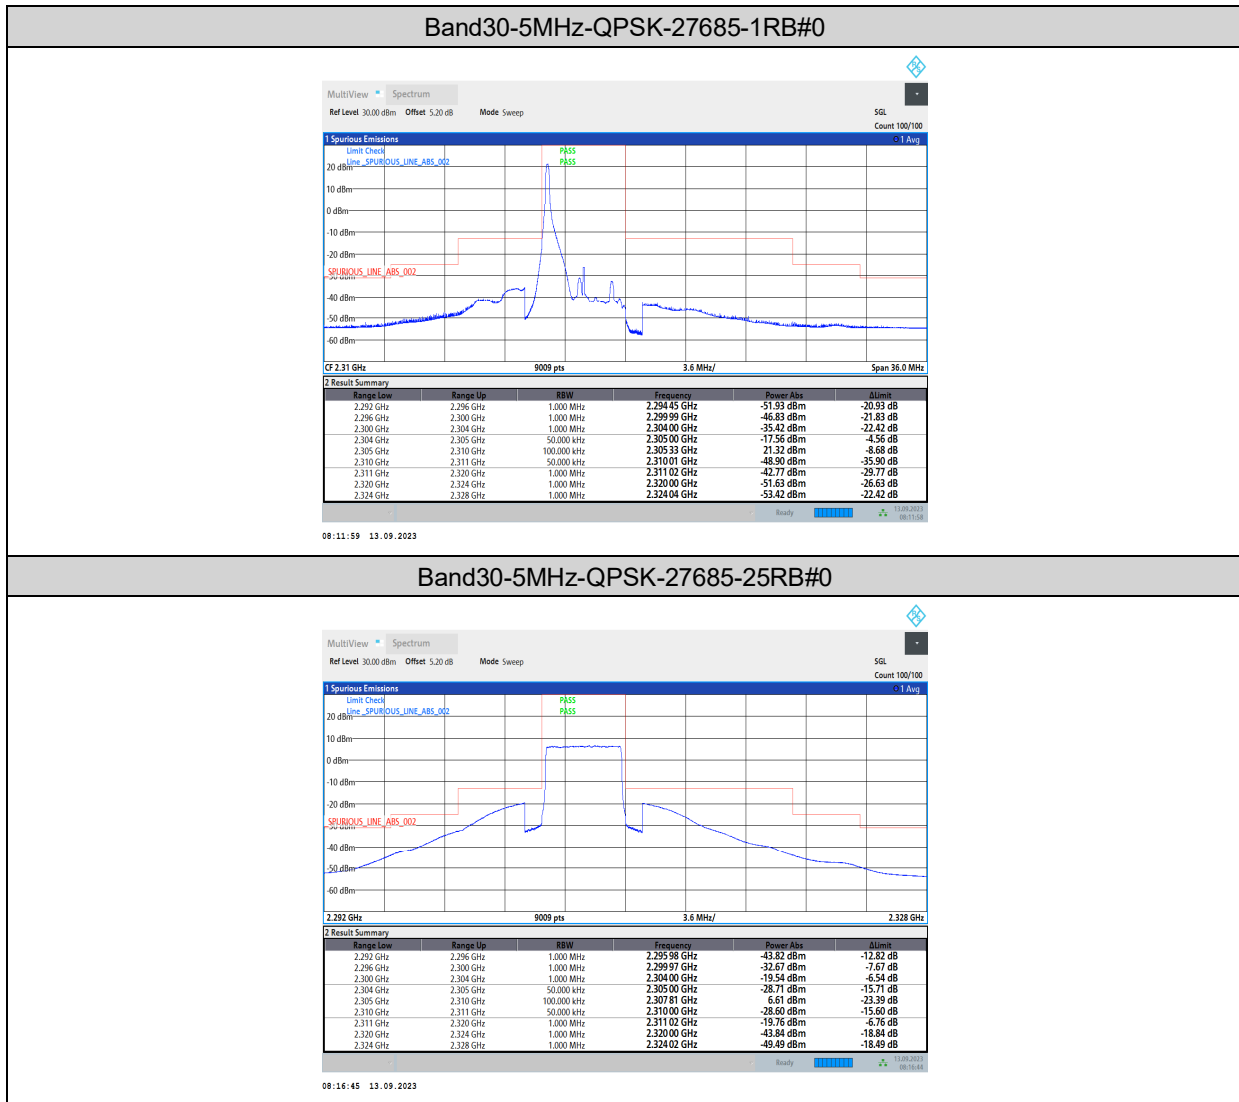 Band30-5MHz-QPSK-27685-1RB#0
MultiView Spectrum
Ref Level 30.00 dBm Offset 5.20 dB Mode Sweep SGL
Count 100/100
1 Spurious Emissions 1 Avg
Limit Check PASS
Line _SPURIOUS_LINE_ABS_002 PASS
20 dBm
10 dBm
0 dBm
-10 dBm
-20 dBm
SPURIOUS_LINE_ABS_002
-30 dBm
-40 dBm
-50 dBm
-60 dBm
CF 2.31 GHz 9009 pts 3.6 MHz/ Span 36.0 MHz
2 Result Summary
Range Low Range Up RBW Frequency Power Abs ΔLimit
2.292 GHz 2.296 GHz 1.000 MHz 2.294 45 GHz -51.93 dBm -20.93 dB
2.296 GHz 2.300 GHz 1.000 MHz 2.299 99 GHz -46.83 dBm -21.83 dB
2.300 GHz 2.304 GHz 1.000 MHz 2.304 00 GHz -35.42 dBm -22.42 dB
2.304 GHz 2.305 GHz 50.000 kHz 2.305 00 GHz -17.56 dBm -4.56 dB
2.305 GHz 2.310 GHz 100.000 kHz 2.305 33 GHz 21.32 dBm -8.68 dB
2.310 GHz 2.311 GHz 50.000 kHz 2.310 01 GHz -48.90 dBm -35.90 dB
2.311 GHz 2.320 GHz 1.000 MHz 2.311 02 GHz -42.77 dBm -29.77 dB
2.320 GHz 2.324 GHz 1.000 MHz 2.320 00 GHz -51.63 dBm -26.63 dB
2.324 GHz 2.328 GHz 1.000 MHz 2.324 04 GHz -53.42 dBm -22.42 dB
Ready 13.09.2023
08:11:58
08:11:59 13.09.2023
Band30-5MHz-QPSK-27685-25RB#0
MultiView Spectrum
Ref Level 30.00 dBm Offset 5.20 dB Mode Sweep SGL
Count 100/100
1 Spurious Emissions 1 Avg
Limit Check PASS
Line _SPURIOUS_LINE_ABS_002 PASS
20 dBm
10 dBm
0 dBm
-10 dBm
-20 dBm
SPURIOUS_LINE_ABS_002
-30 dBm
-40 dBm
-50 dBm
-60 dBm
2.292 GHz 9009 pts 3.6 MHz/ 2.328 GHz
2 Result Summary
Range Low Range Up RBW Frequency Power Abs ΔLimit
2.292 GHz 2.296 GHz 1.000 MHz 2.295 98 GHz -43.82 dBm -12.82 dB
2.296 GHz 2.300 GHz 1.000 MHz 2.299 97 GHz -32.67 dBm -7.67 dB
2.300 GHz 2.304 GHz 1.000 MHz 2.304 00 GHz -19.54 dBm -6.54 dB
2.304 GHz 2.305 GHz 50.000 kHz 2.305 00 GHz -28.71 dBm -15.71 dB
2.305 GHz 2.310 GHz 100.000 kHz 2.307 81 GHz 6.61 dBm -23.39 dB
2.310 GHz 2.311 GHz 50.000 kHz 2.310 00 GHz -28.60 dBm -15.60 dB
2.311 GHz 2.320 GHz 1.000 MHz 2.311 02 GHz -19.76 dBm -6.76 dB
2.320 GHz 2.324 GHz 1.000 MHz 2.320 00 GHz -43.84 dBm -18.84 dB
2.324 GHz 2.328 GHz 1.000 MHz 2.324 02 GHz -49.49 dBm -18.49 dB
Ready 13.09.2023
08:16:44
08:16:45 13.09.2023